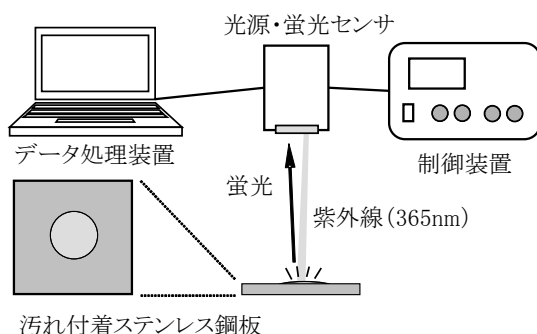 光源・蛍光センサ
データ処理装置
制御装置
蛍光
紫外線(365nm)
汚れ付着ステンレス鋼板